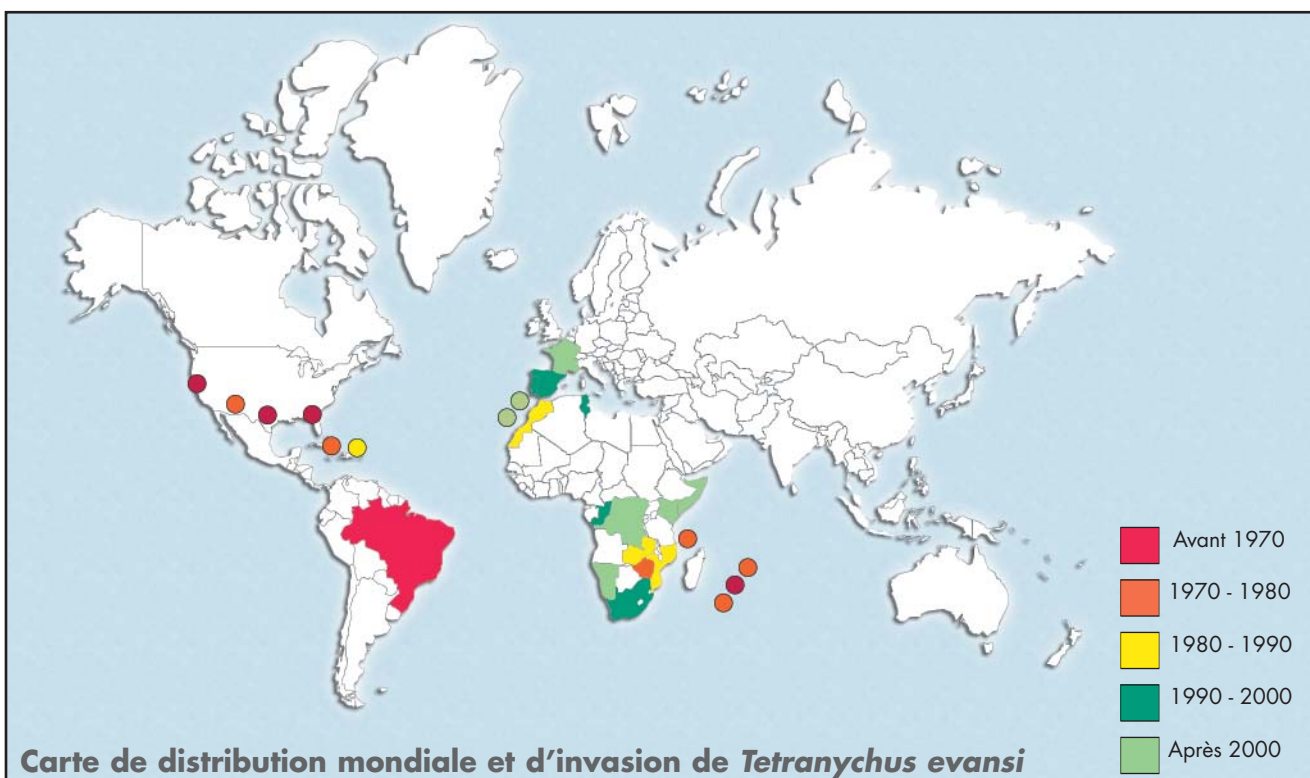 Avant 1970
1970 - 1980
1980 - 1990
1990 - 2000
Après 2000
Carte de distribution mondiale et d’invasion de Tetranychus evansi